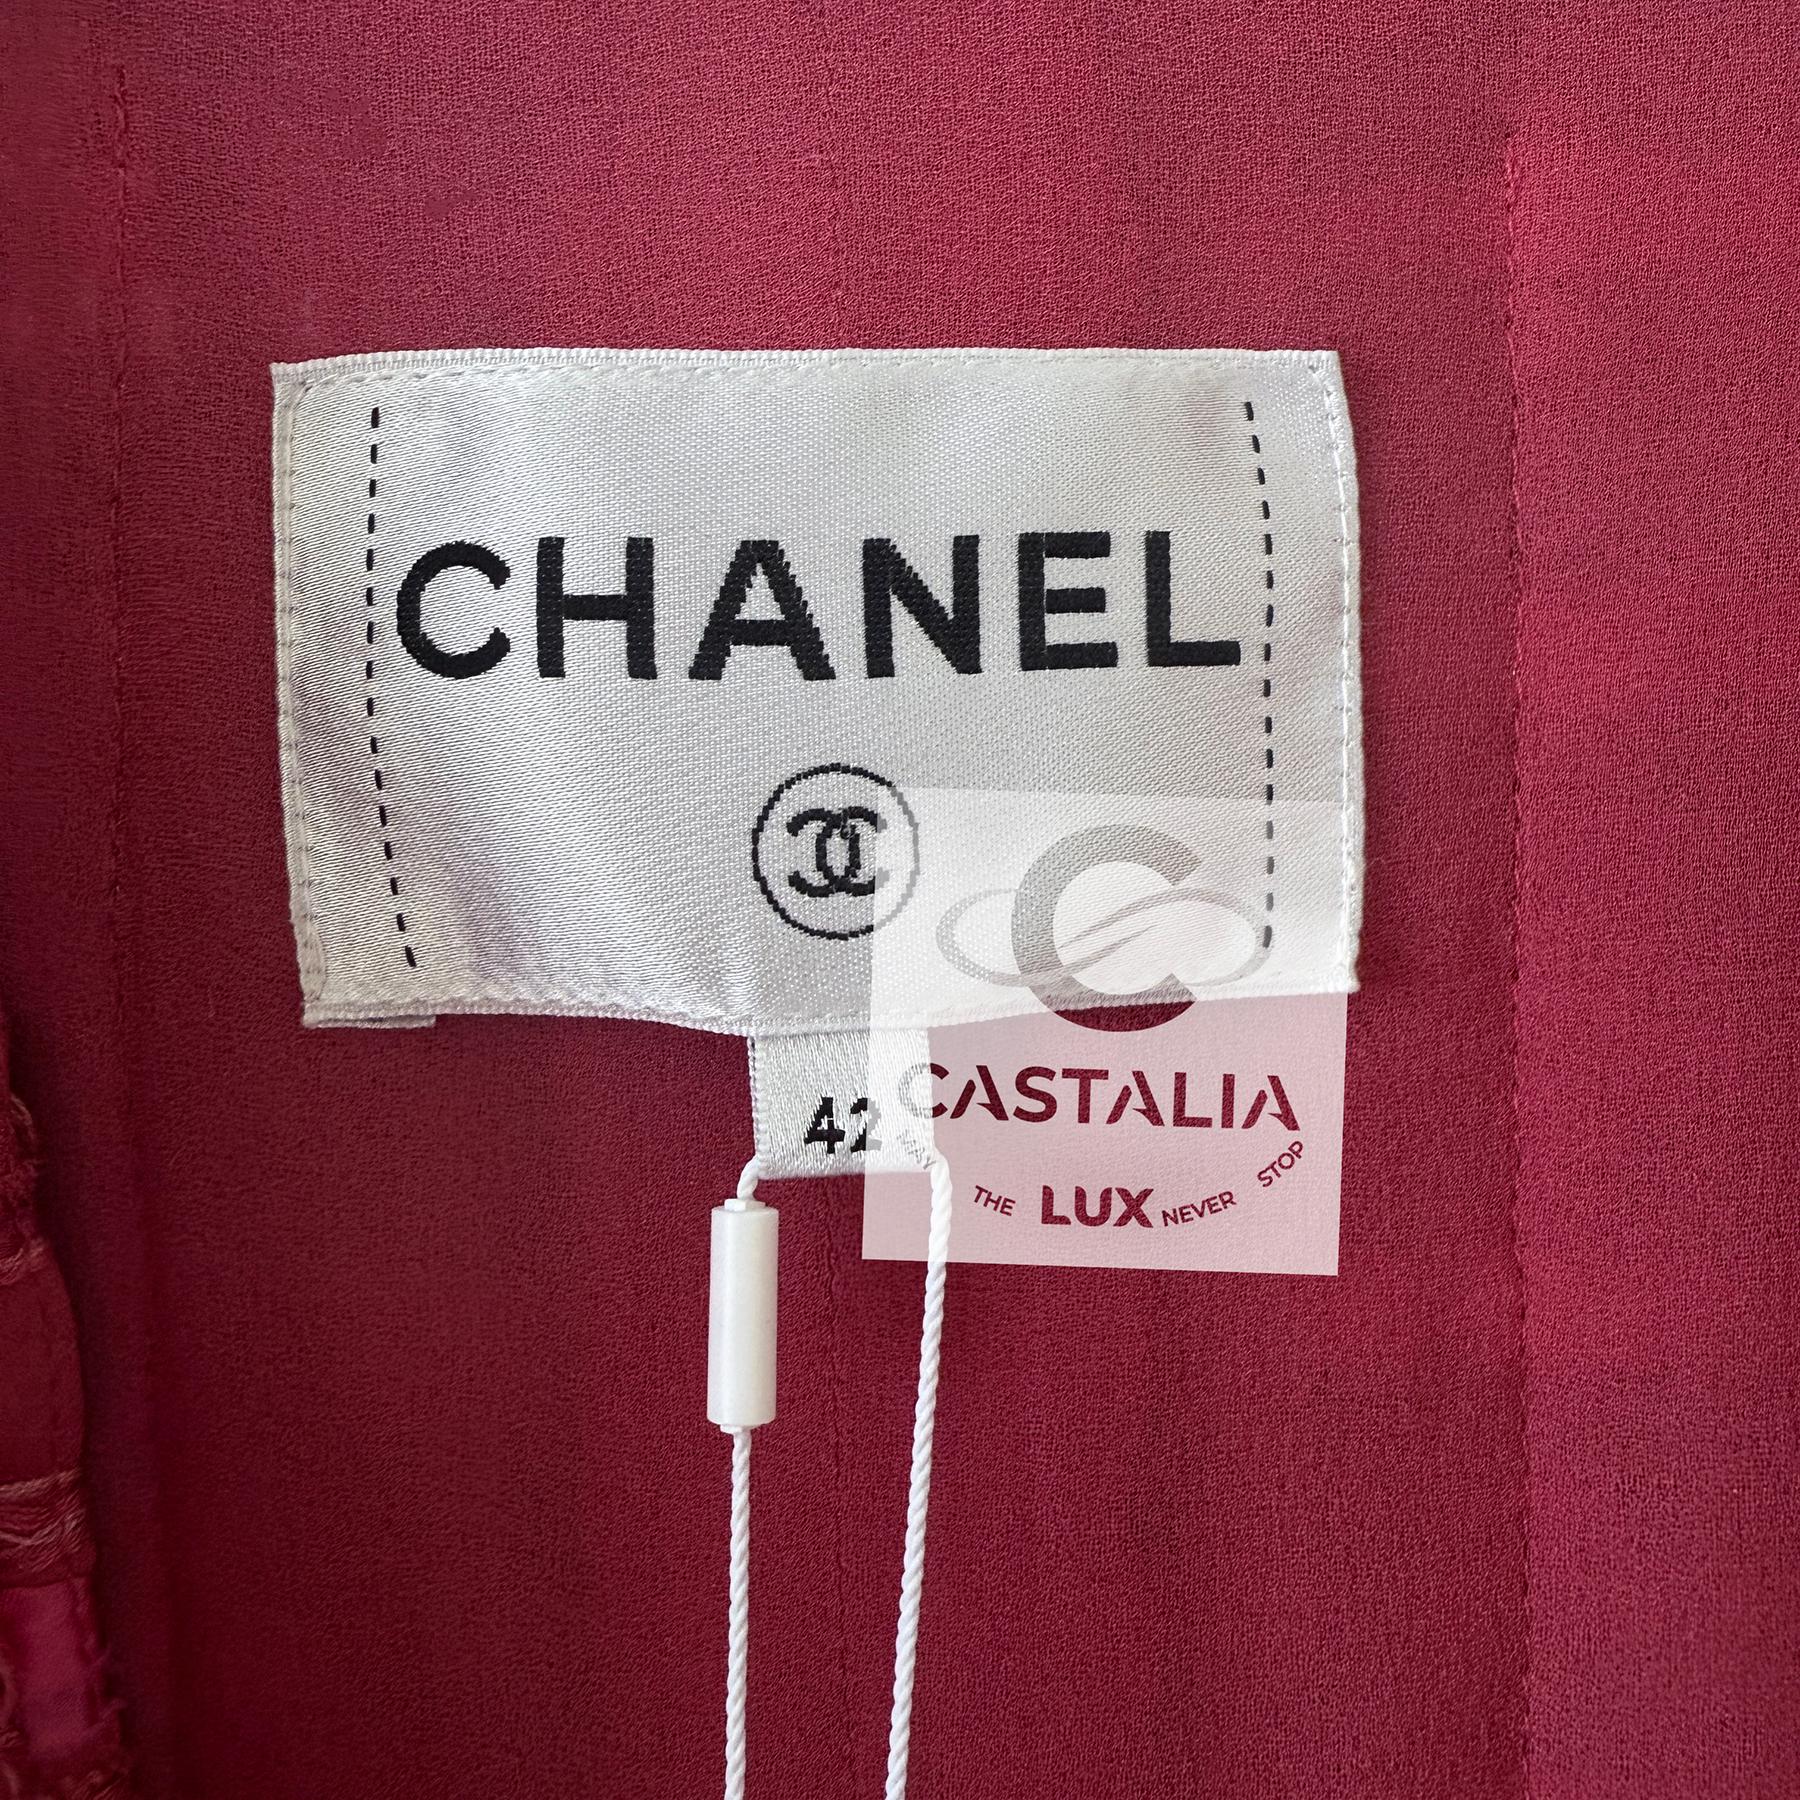 CHANEL
42
CASTALIA
THE LUX NEVER STOP